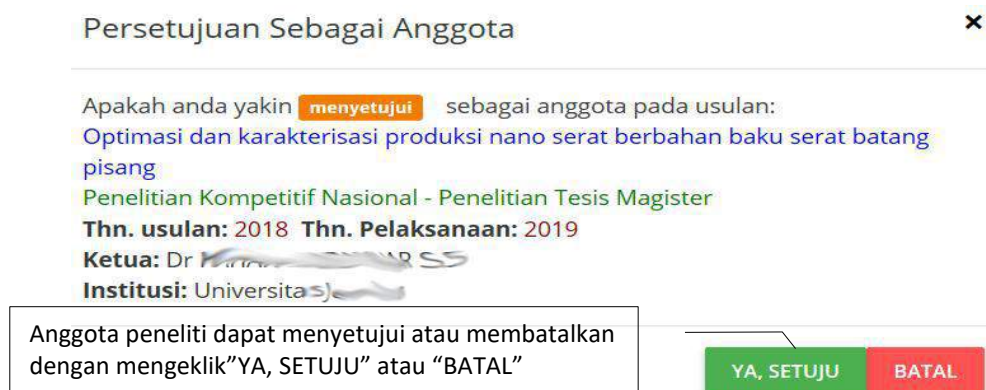 Persetujuan Sebagai Anggota
Apakah anda yakin menyetujui sebagai anggota pada usulan:
Optimasi dan karakterisasi produksi nano serat berbahan baku serat batang
pisang
Penelitian Kompetitif Nasional - Penelitian Tesis Magister
Thn. usulan: 2018 Thn. Pelaksanaan: 2019
Ketua: Dr
Institusi: Universitas
Anggota peneliti dapat menyetujui atau membatalkan
dengan mengeklik”YA, SETUJU” atau “BATAL”
YA, SETUJU
BATAL